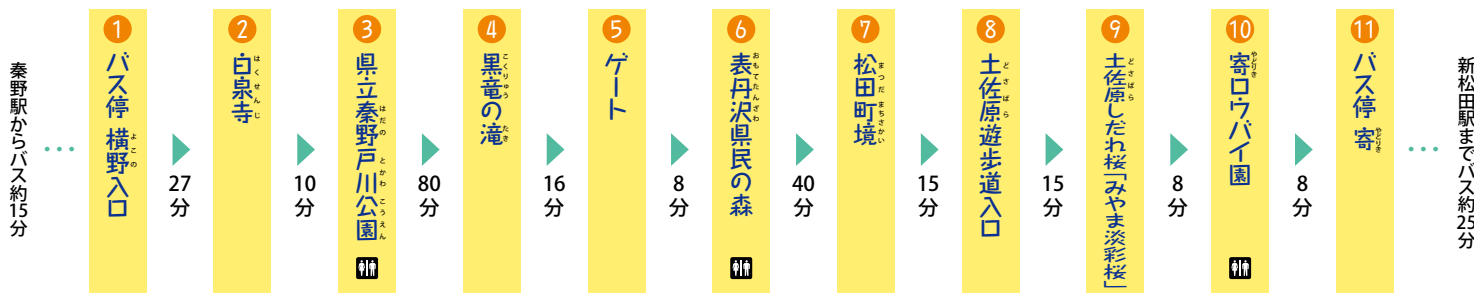 秦野駅からバス約15分
1
バス停 横野入口
よこの
27分
2
白泉寺
はくせんじ
10分
3
県立秦野戸川公園
はだの とかわ こうえん
80分
4
黒竜の滝
こくりゅう たき
16分
5
ゲート
8分
6
表丹沢県民の森
おもてたんざわ
40分
7
松田町境
まつだ まちさかい
15分
8
土佐原遊歩道入口
どさばら
15分
9
土佐原しだれ桜「みやま淡彩桜」
どさばら
8分
10
寄ロウバイ園
やどりき
8分
11
バス停 寄
やどりき
新松田駅までバス約25分